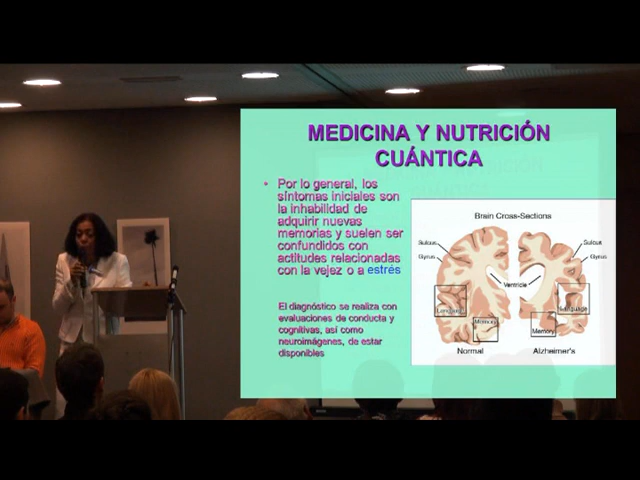 MEDICINA Y NUTRICIÓN
CUÁNTICA
• Por lo general, los
síntomas iniciales son
la inhabilidad de
adquirir nuevas
memorias y suelen ser
confundidos con
actitudes relacionadas
con la vejez o a estrés
El diagnóstico se realiza con
evaluaciones de conducta y
cognitivas, así como
neuroimágenes, de estar
disponibles
Brain Cross-Sections
Sulcus
Gyrus
Sulcus
Gyrus
Ventricle
Language
Memory
Language
Memory
Normal
Alzheimer's